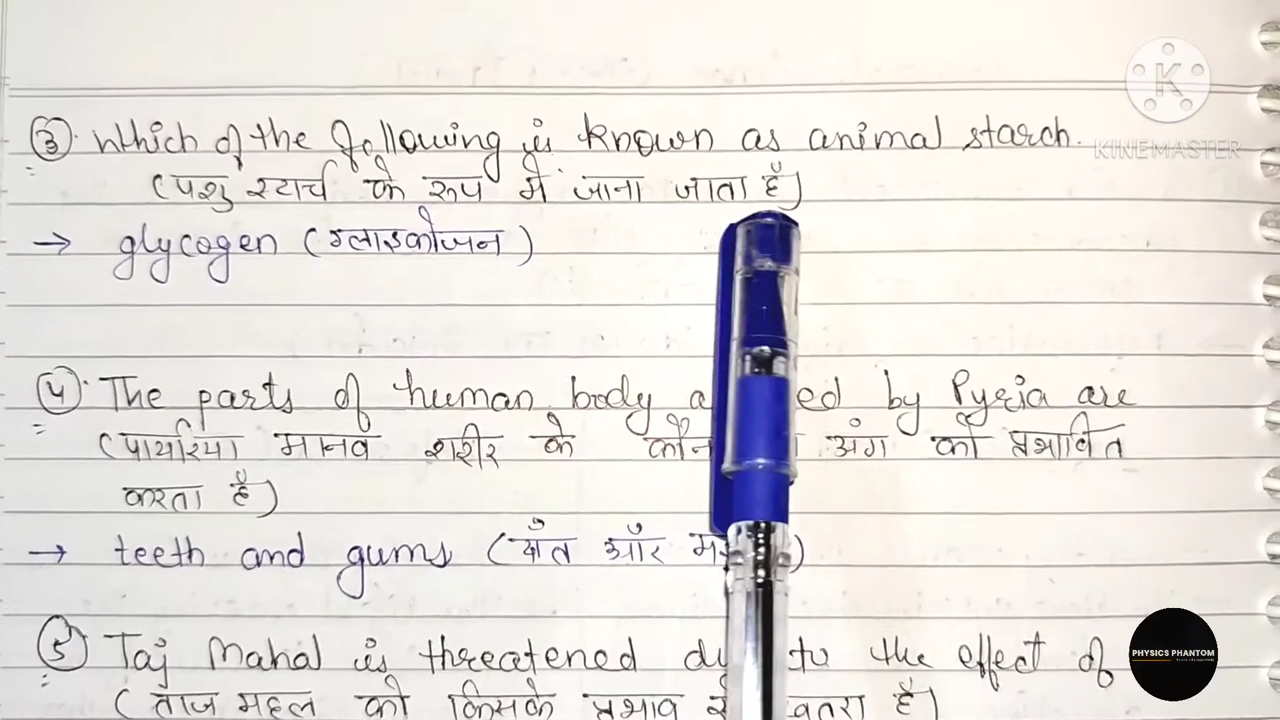 ③ Which of the following is known as animal starch.
(पशु स्टार्च के रूप में जाना जाता है)
→ glycogen (ग्लाइकोजन)
④ The parts of human body by Pyria are
(पायरिया मानव शरीर के कौन अंग को प्रभावित
करता है)
→ teeth and gums (दाँत और
⑤ Taj Mahal is threatened to the effect of
(ताज महल को किसके प्रभाव है)
K
KINEMASTER
PHYSICS PHANTOM